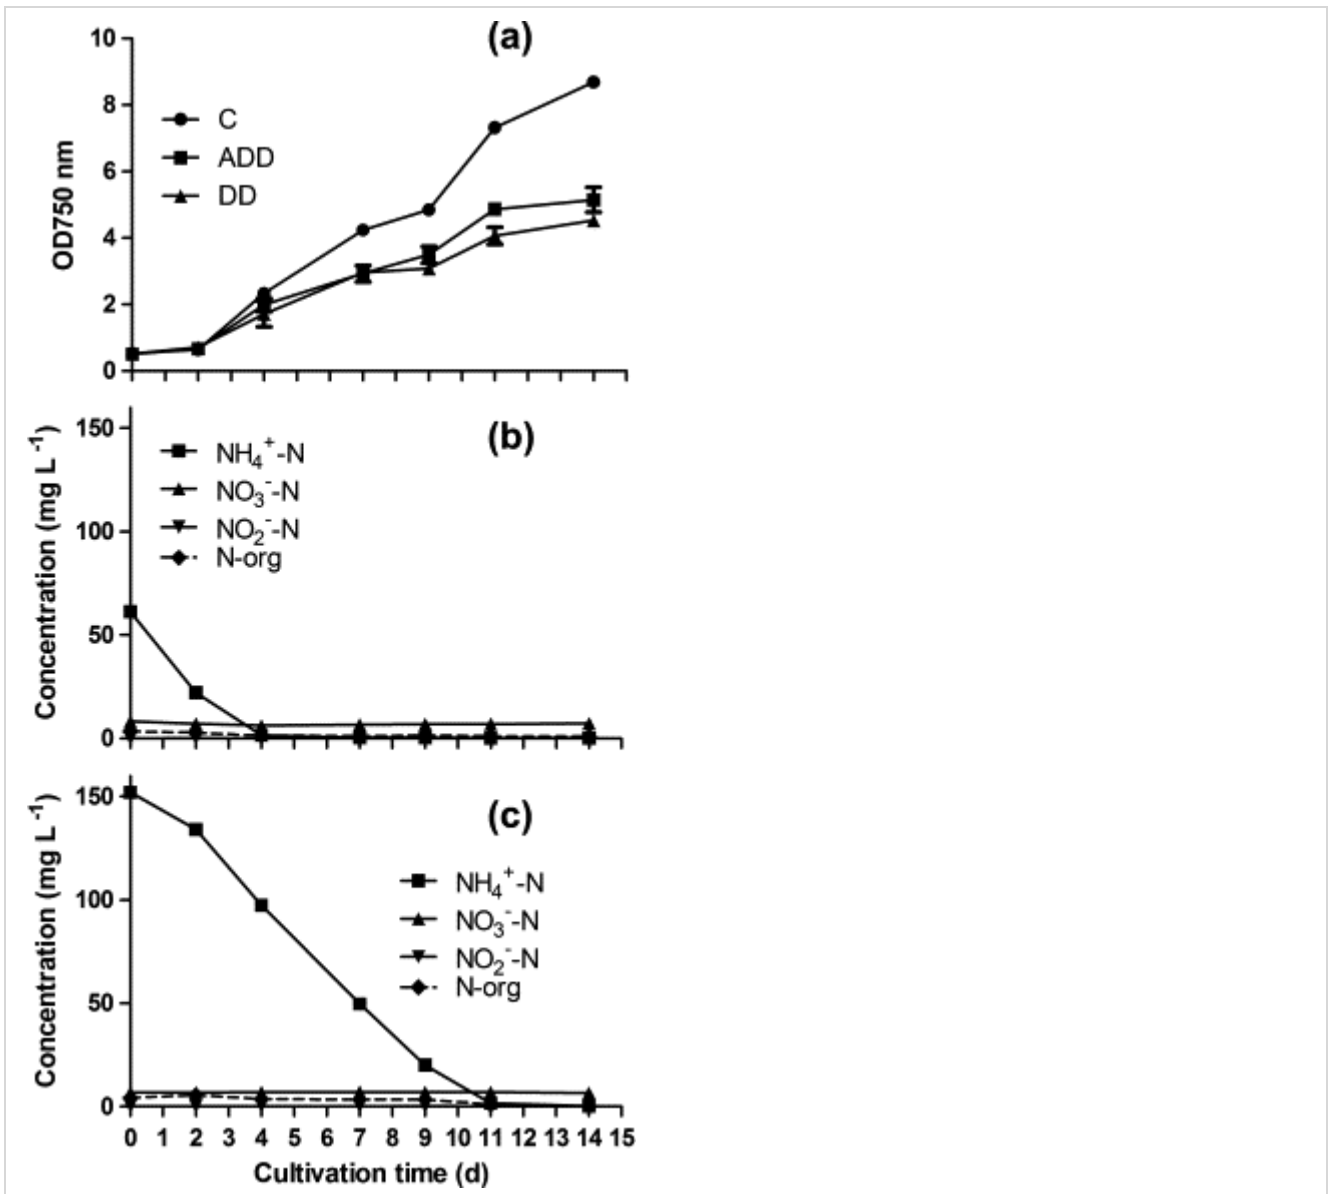 (a)
10
8
6
4
2
0
OD750 nm
C
ADD
DD
(b)
150
100
50
0
Concentration (mg L⁻¹)
NH₄⁺-N
NO₃⁻-N
NO₂⁻-N
N-org
(c)
150
100
50
0
Concentration (mg L⁻¹)
NH₄⁺-N
NO₃⁻-N
NO₂⁻-N
N-org
0 1 2 3 4 5 6 7 8 9 10 11 12 13 14 15
Cultivation time (d)